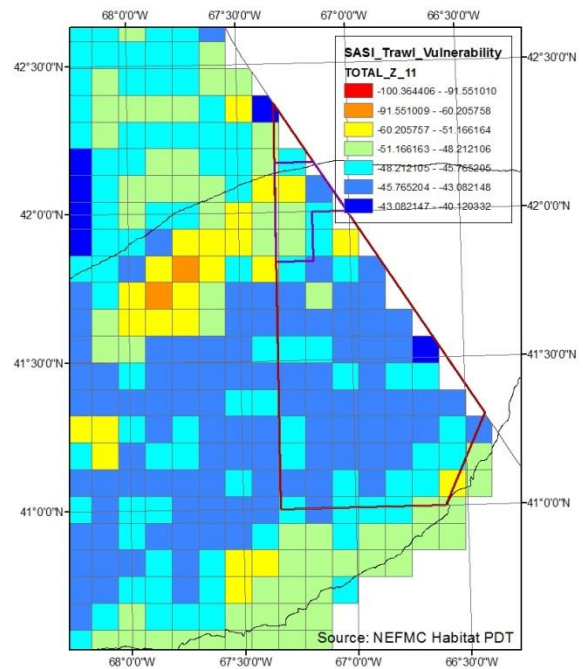 68°0'0"W 67°30'0"W 67°0'0"W 66°30'0"W
42°30'0"N 42°30'0"N
SASI_Trawl_Vulnerability
TOTAL_Z_11
-100.364406 - -91.551010
-91.551009 - -60.205758
-60.205757 - -51.166164
-51.166163 - -48.212106
-48.212105 - -45.765205
-45.765204 - -43.082148
-43.082147 - -40.120332
42°0'0"N 42°0'0"N
41°30'0"N 41°30'0"N
41°0'0"N 41°0'0"N
Source: NEFMC Habitat PDT
68°0'0"W 67°30'0"W 67°0'0"W 66°30'0"W